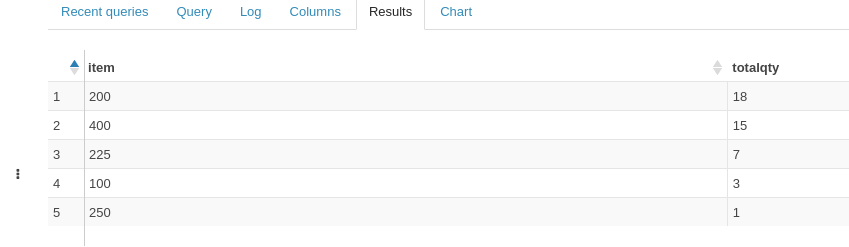 Recent queries Query Log Columns Results Chart
item totalqty
1 200 18
2 400 15
3 225 7
4 100 3
5 250 1